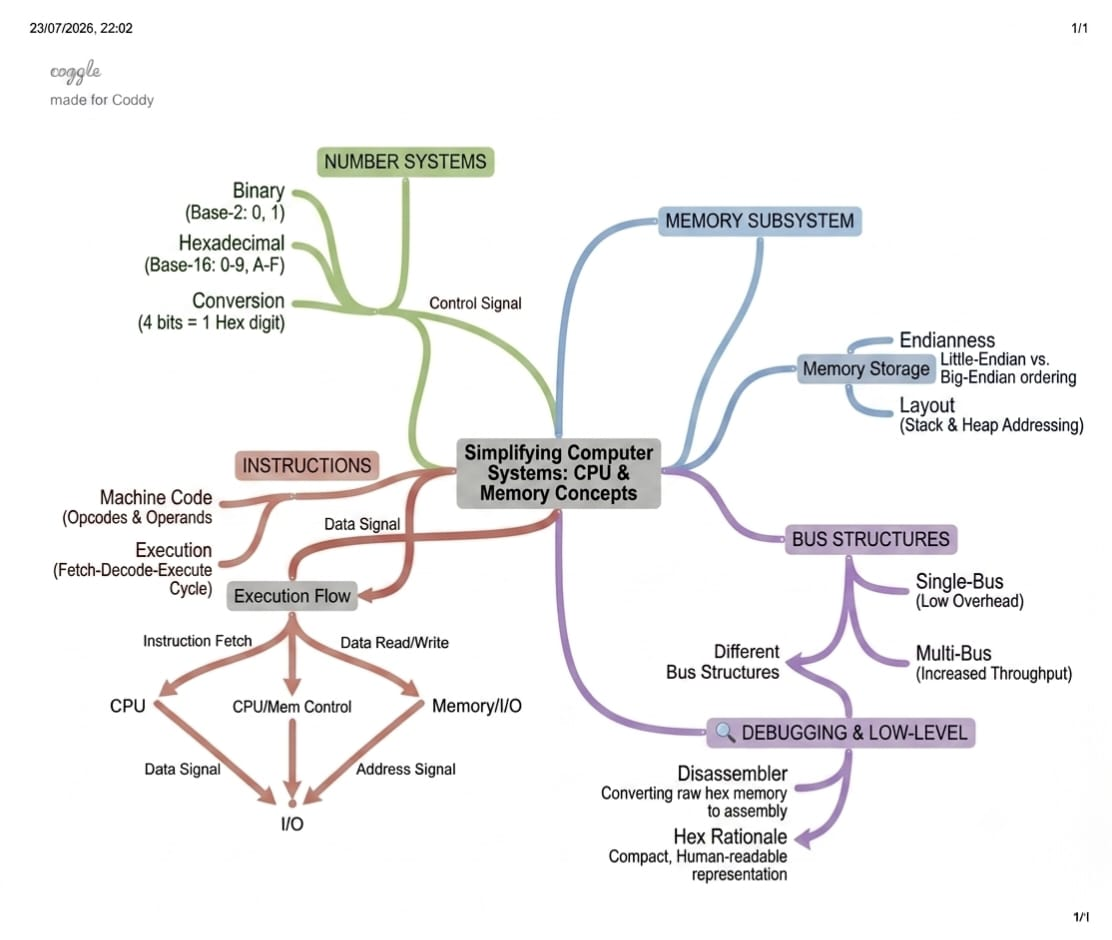 23/07/2026, 22:02
1/1
coggle
made for Coddy
NUMBER SYSTEMS
Binary
(Base-2: 0, 1)
Hexadecimal
(Base-16: 0-9, A-F)
Conversion
(4 bits = 1 Hex digit)
Control Signal
MEMORY SUBSYSTEM
Memory Storage
Endianness
Little-Endian vs.
Big-Endian ordering
Layout
(Stack & Heap Addressing)
Simplifying Computer
Systems: CPU &
Memory Concepts
INSTRUCTIONS
Machine Code
(Opcodes & Operands
Execution
(Fetch-Decode-Execute
Cycle)
Data Signal
Execution Flow
Instruction Fetch
Data Read/Write
CPU
CPU/Mem Control
Memory/I/O
Data Signal
Address Signal
I/O
BUS STRUCTURES
Single-Bus
(Low Overhead)
Multi-Bus
(Increased Throughput)
Different
Bus Structures
DEBUGGING & LOW-LEVEL
Disassembler
Converting raw hex memory
to assembly
Hex Rationale
Compact, Human-readable
representation
1/1